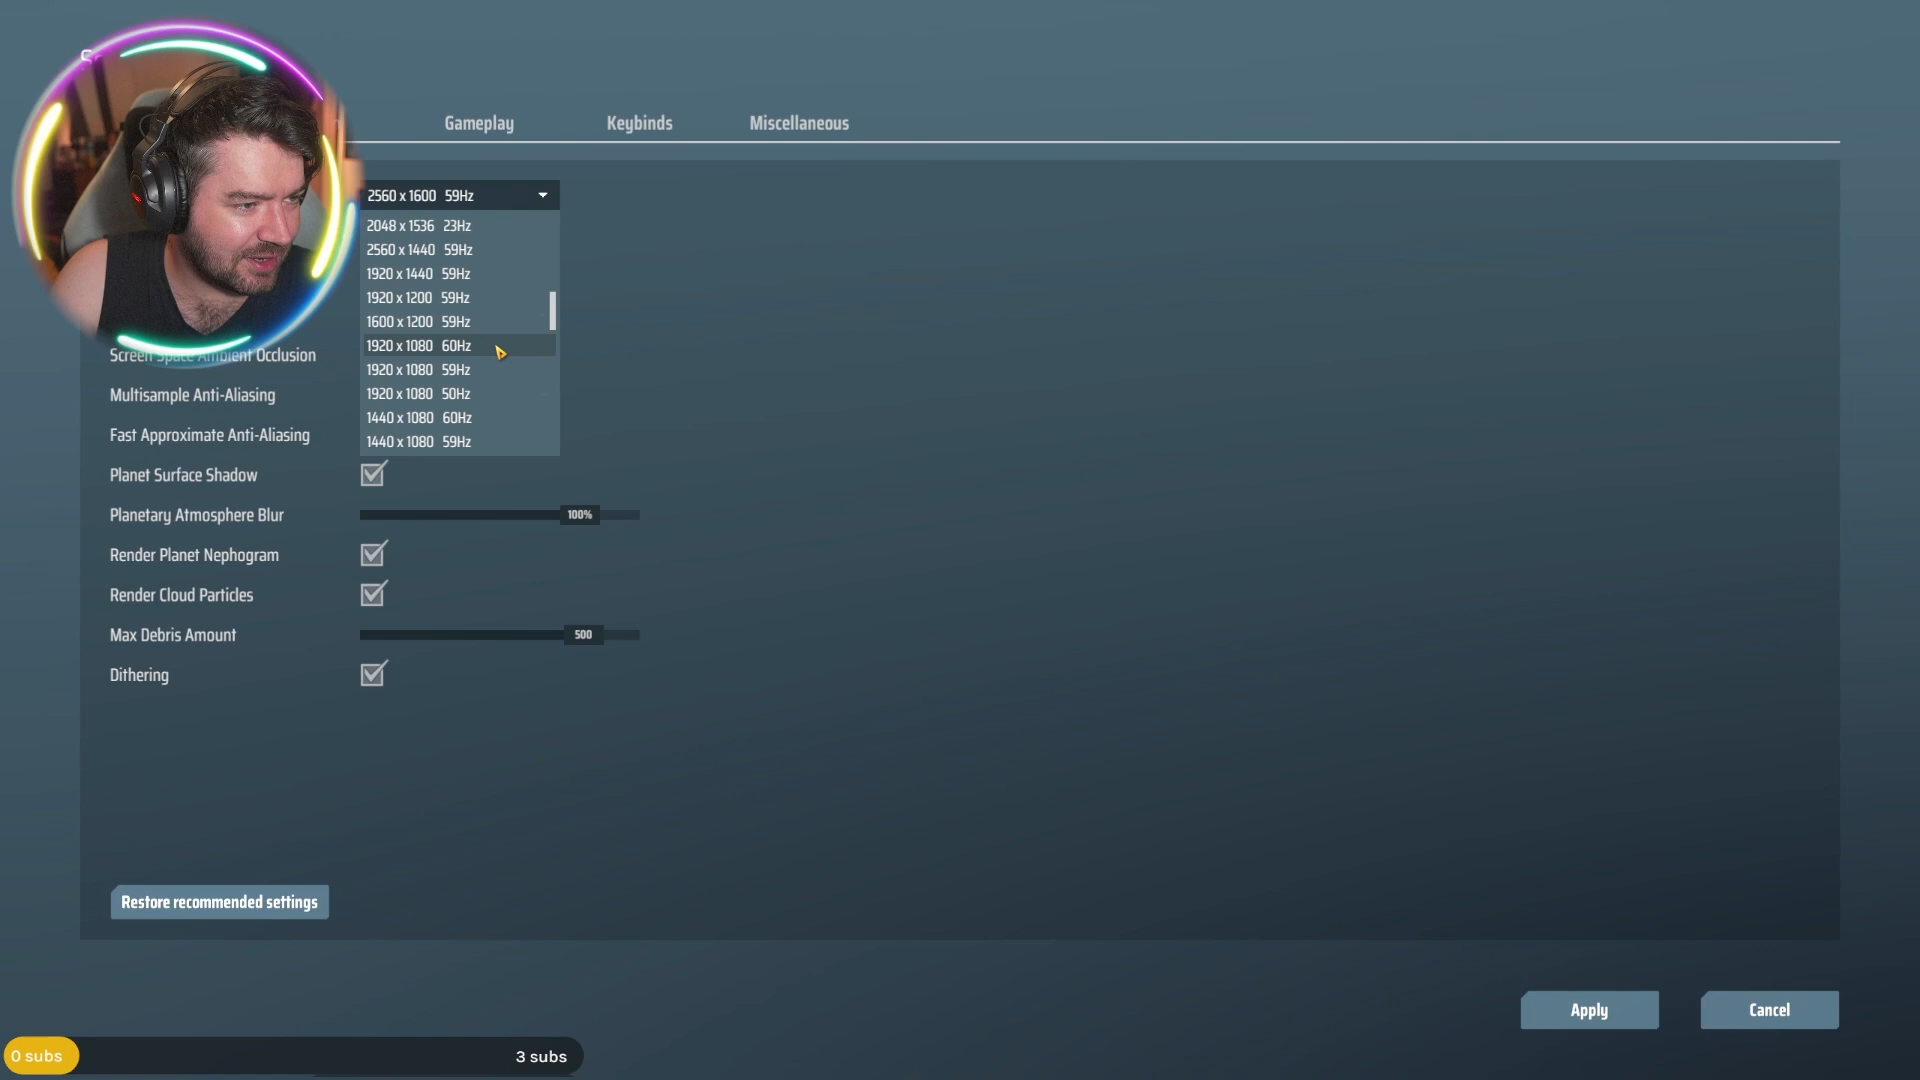 Gameplay
Keybinds
Miscellaneous
2560 x 1600 59Hz
2048 x 1536 23Hz
2560 x 1440 59Hz
1920 x 1440 59Hz
1920 x 1200 59Hz
1600 x 1200 59Hz
1920 x 1080 60Hz
1920 x 1080 59Hz
1920 x 1080 50Hz
1440 x 1080 60Hz
1440 x 1080 59Hz
Screen Space Ambient Occlusion
Multisample Anti-Aliasing
Fast Approximate Anti-Aliasing
Planet Surface Shadow
Planetary Atmosphere Blur
100%
Render Planet Nephogram
Render Cloud Particles
Max Debris Amount
500
Dithering
Restore recommended settings
Apply
Cancel
0 subs
3 subs